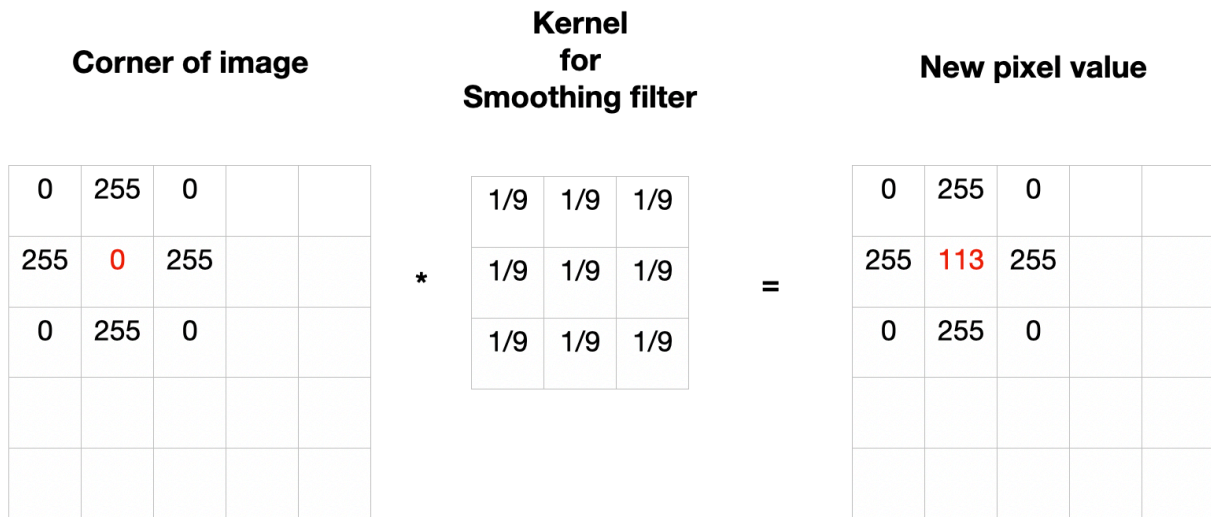 Corner of image
Kernel
for
Smoothing filter
New pixel value
0 255 0
255 0 255
0 255 0
*
1/9 1/9 1/9
1/9 1/9 1/9
1/9 1/9 1/9
=
0 255 0
255 113 255
0 255 0